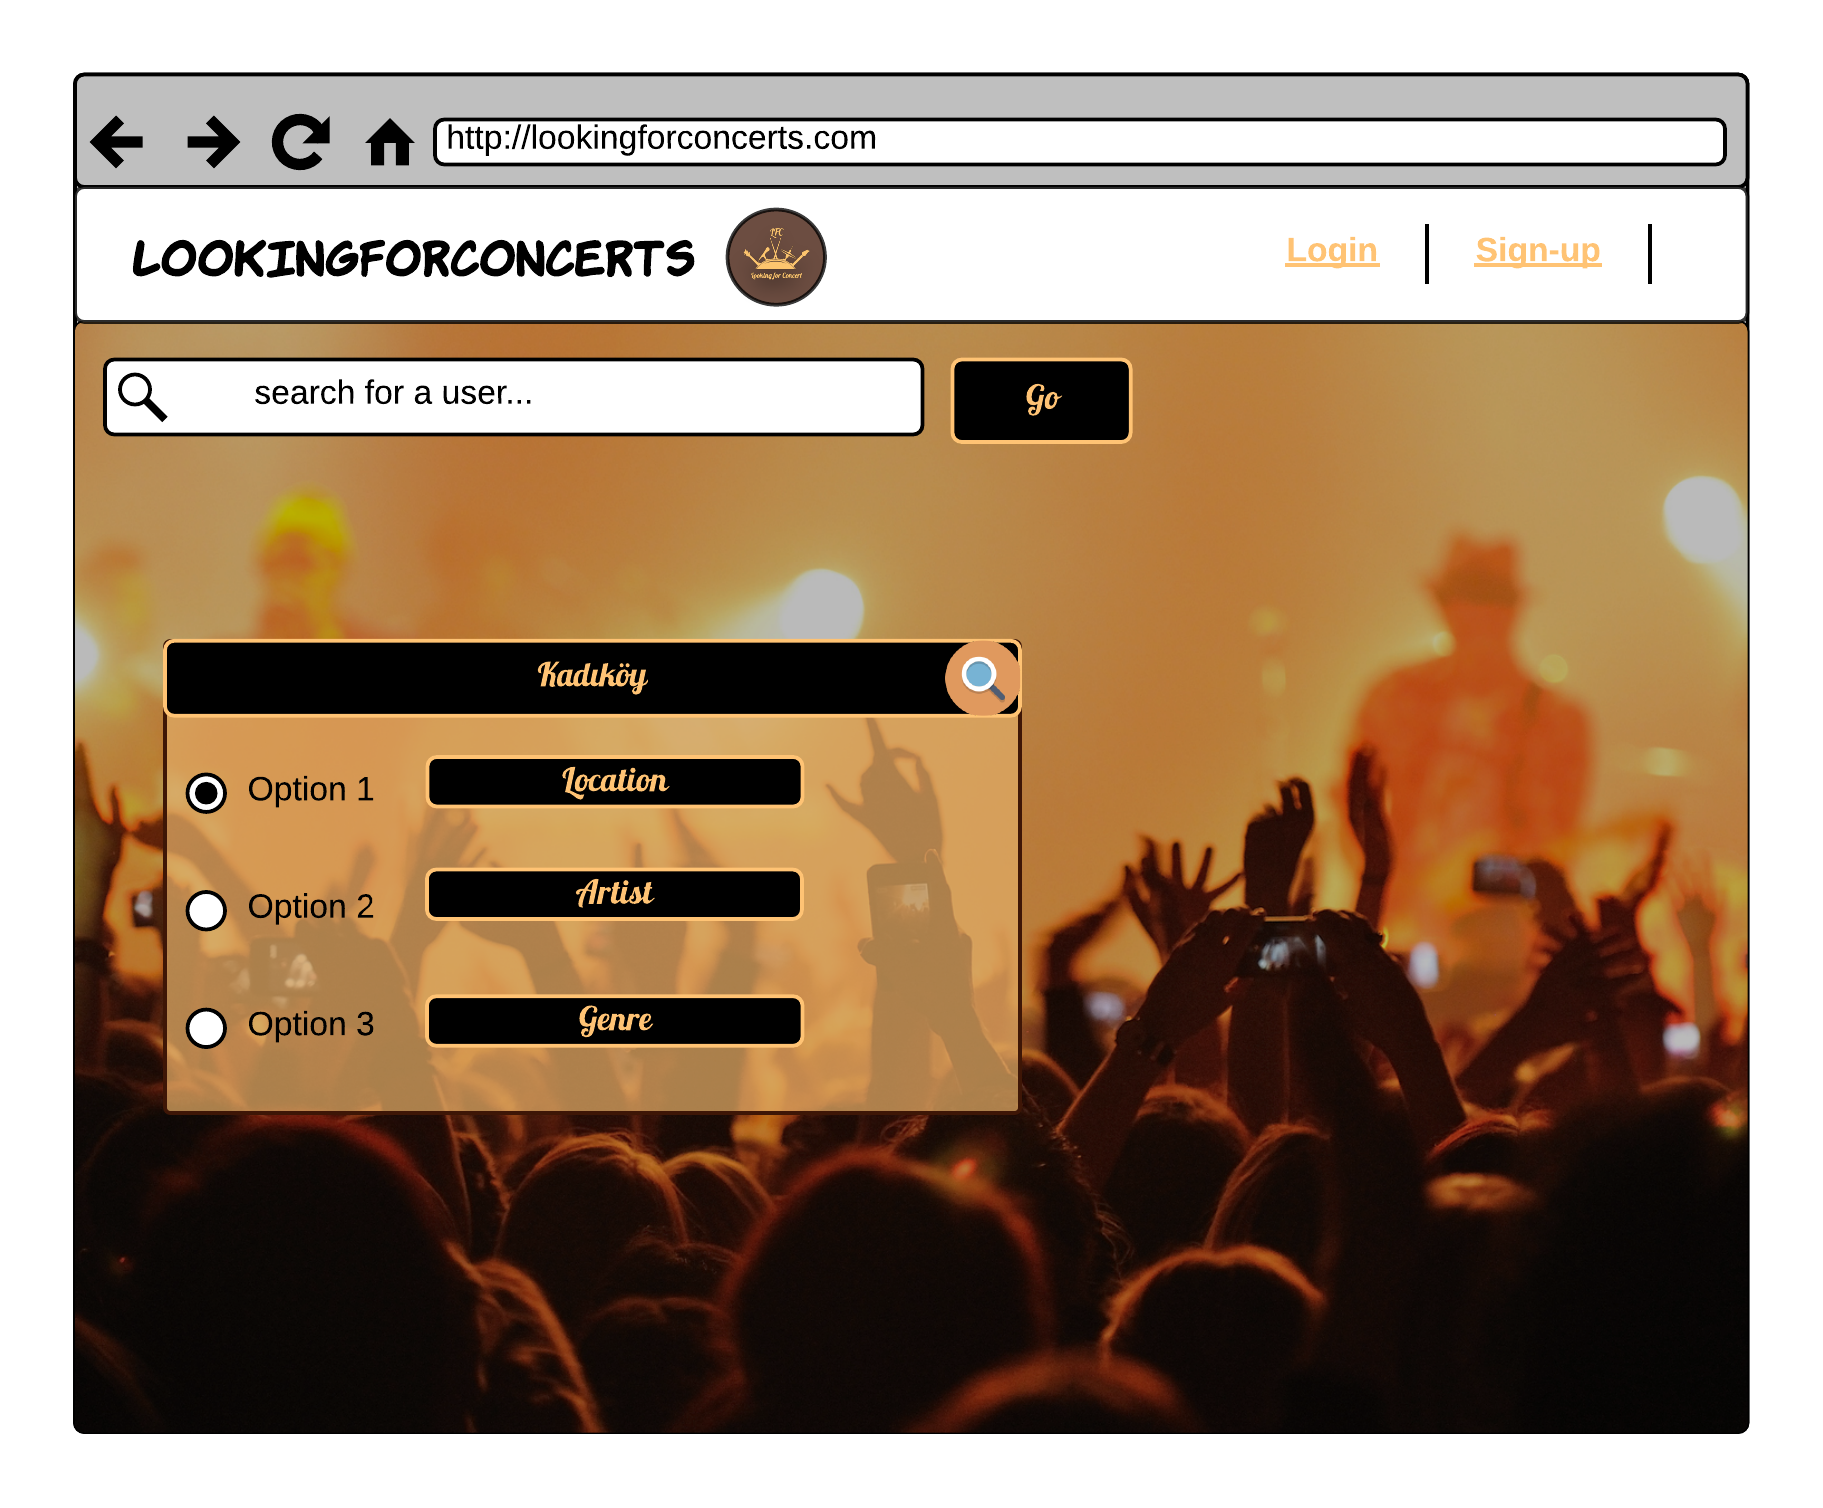 http://lookingforconcerts.com
LOOKINGFORCONCERTS
LFC
Looking for Concert
Login
Sign-up
search for a user...
Go
Kadıköy
Option 1
Location
Option 2
Artist
Option 3
Genre